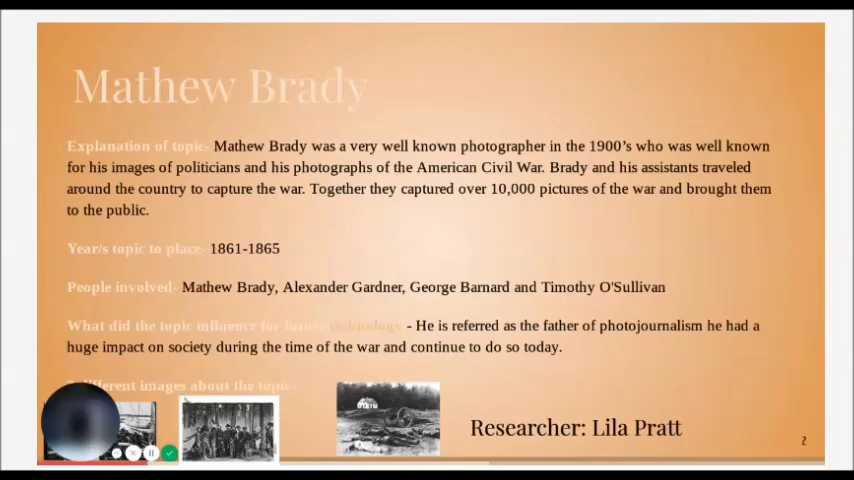 Mathew Brady
Explanation of topic- Mathew Brady was a very well known photographer in the 1900's who was well known
for his images of politicians and his photographs of the American Civil War. Brady and his assistants traveled
around the country to capture the war. Together they captured over 10,000 pictures of the war and brought them
to the public.
Year/s topic to place- 1861-1865
People involved- Mathew Brady, Alexander Gardner, George Barnard and Timothy O'Sullivan
What did the topic influence for future technology - He is referred as the father of photojournalism he had a
huge impact on society during the time of the war and continue to do so today.
different images about the topic-
Researcher: Lila Pratt
2